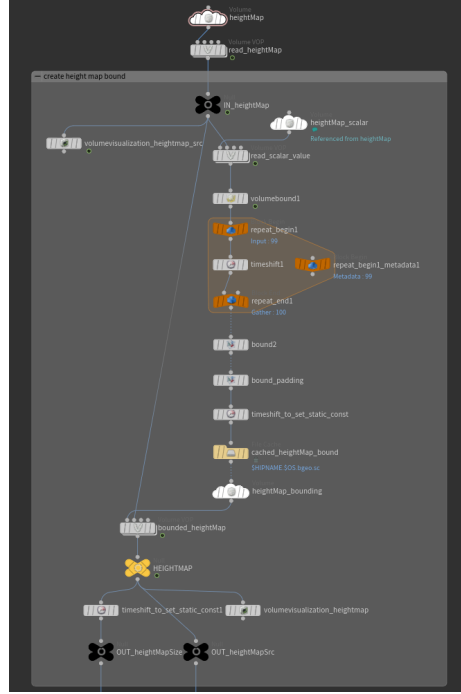 Volume
heightMap
Volume VOP
read_heightMap
create height map bound
IN_heightMap
heightMap_scalar
Referenced from heightMap
volumevisualization_heightmap_src
read_scalar_value
volumebound1
repeat_begin1
Input : 99
timeshift1
repeat_begin1_metadata1
Metadata : 99
repeat_end1
Gather : 100
bound2
bound_padding
timeshift_to_set_static_const
cached_heightMap_bound
heightMap_bounding
bounded_heightMap
HEIGHTMAP
timeshift_to_set_static_const1
volumevisualization_heightmap
OUT_heightMapSize
OUT_heightMapSrc